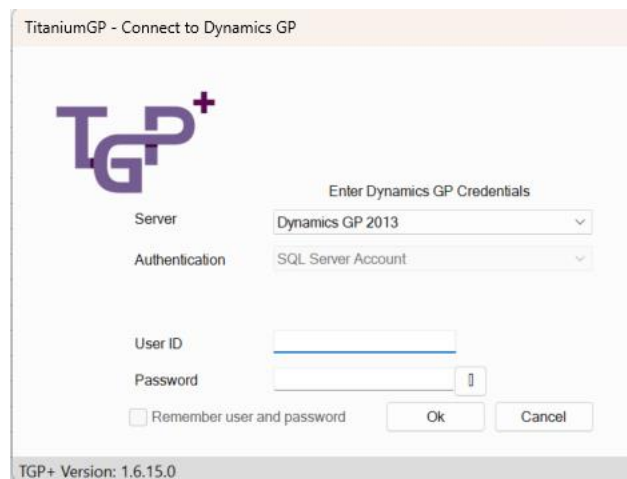 TitaniumGP - Connect to Dynamics GP
TGP+
Enter Dynamics GP Credentials
Server Dynamics GP 2013
Authentication SQL Server Account
User ID
Password
Remember user and password Ok Cancel
TGP+ Version: 1.6.15.0